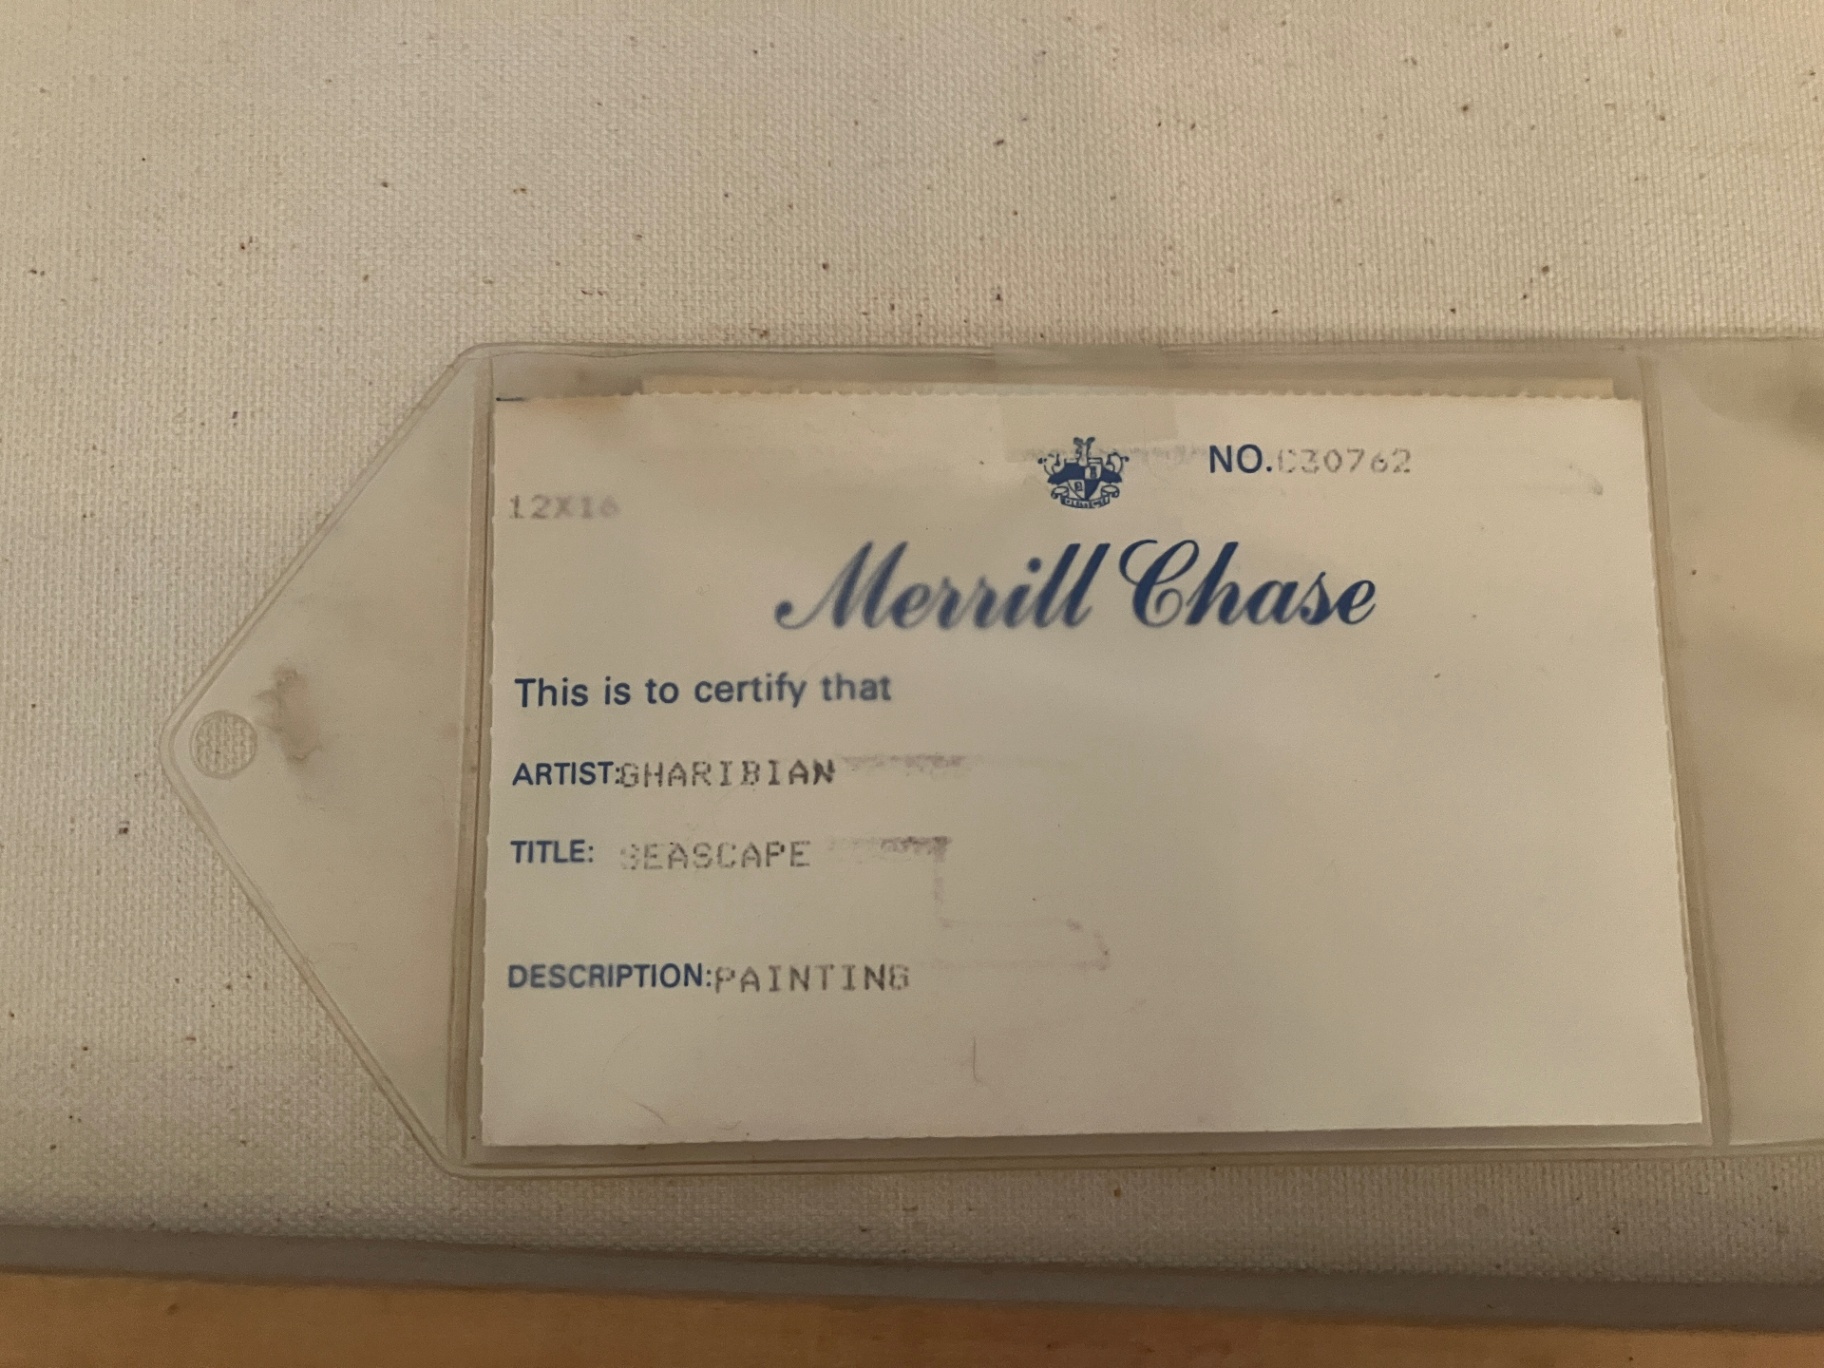 NO.C30762
12X16
Merrill Chase
This is to certify that
ARTIST:GHARIBIAN
TITLE: SEASCAPE
DESCRIPTION:PAINTING